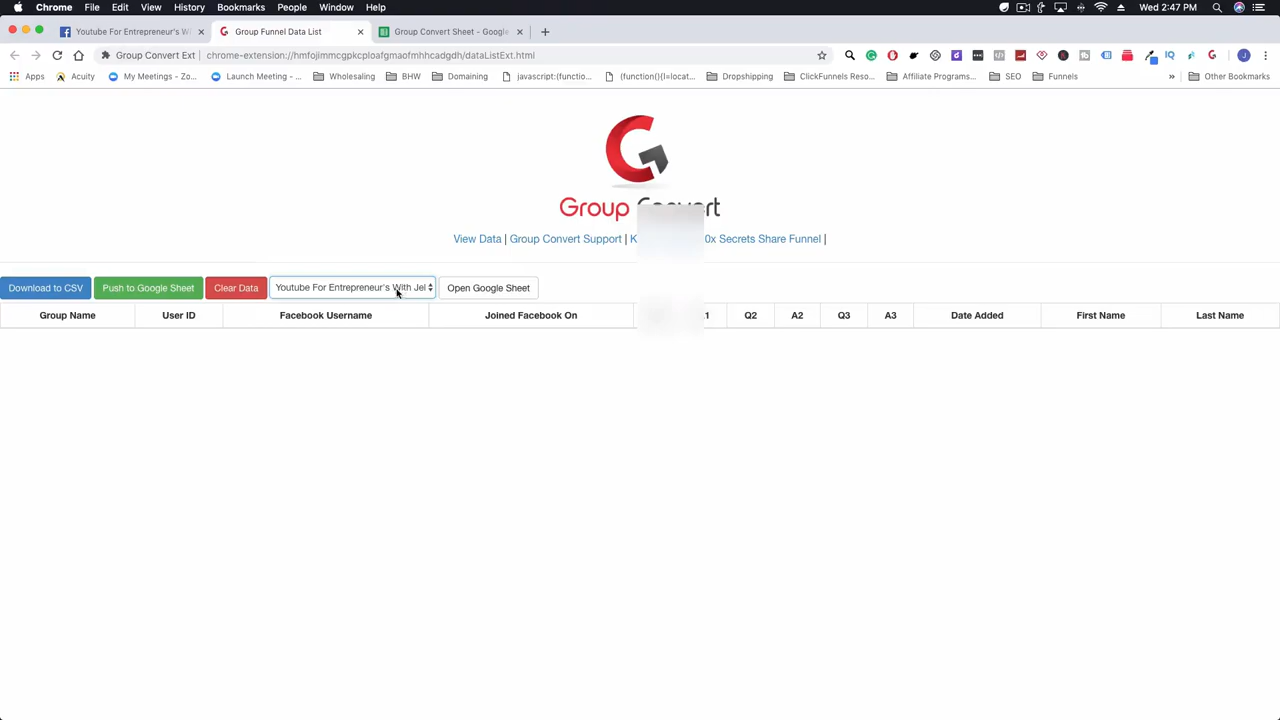 Chrome File Edit View History Bookmarks People Window Help Wed 2:47 PM
Youtube For Entrepreneur's Wi Group Funnel Data List Group Convert Sheet - Google
Group Convert Ext chrome-extension://hmfojimmcgpkcploafgmaofmhhcadgdh/dataListExt.html J
Apps Acuity My Meetings - Zo... Launch Meeting - ... Wholesaling BHW Domaining javascript:(functio... (function(){l=locat... Dropshipping ClickFunnels Reso... Affiliate Programs... SEO Funnels » Other Bookmarks
Group
View Data | Group Convert Support | 0x Secrets Share Funnel |
Download to CSV Push to Google Sheet Clear Data Youtube For Entrepreneur's With Jel Open Google Sheet
Group Name User ID Facebook Username Joined Facebook On Q2 A2 Q3 A3 Date Added First Name Last Name